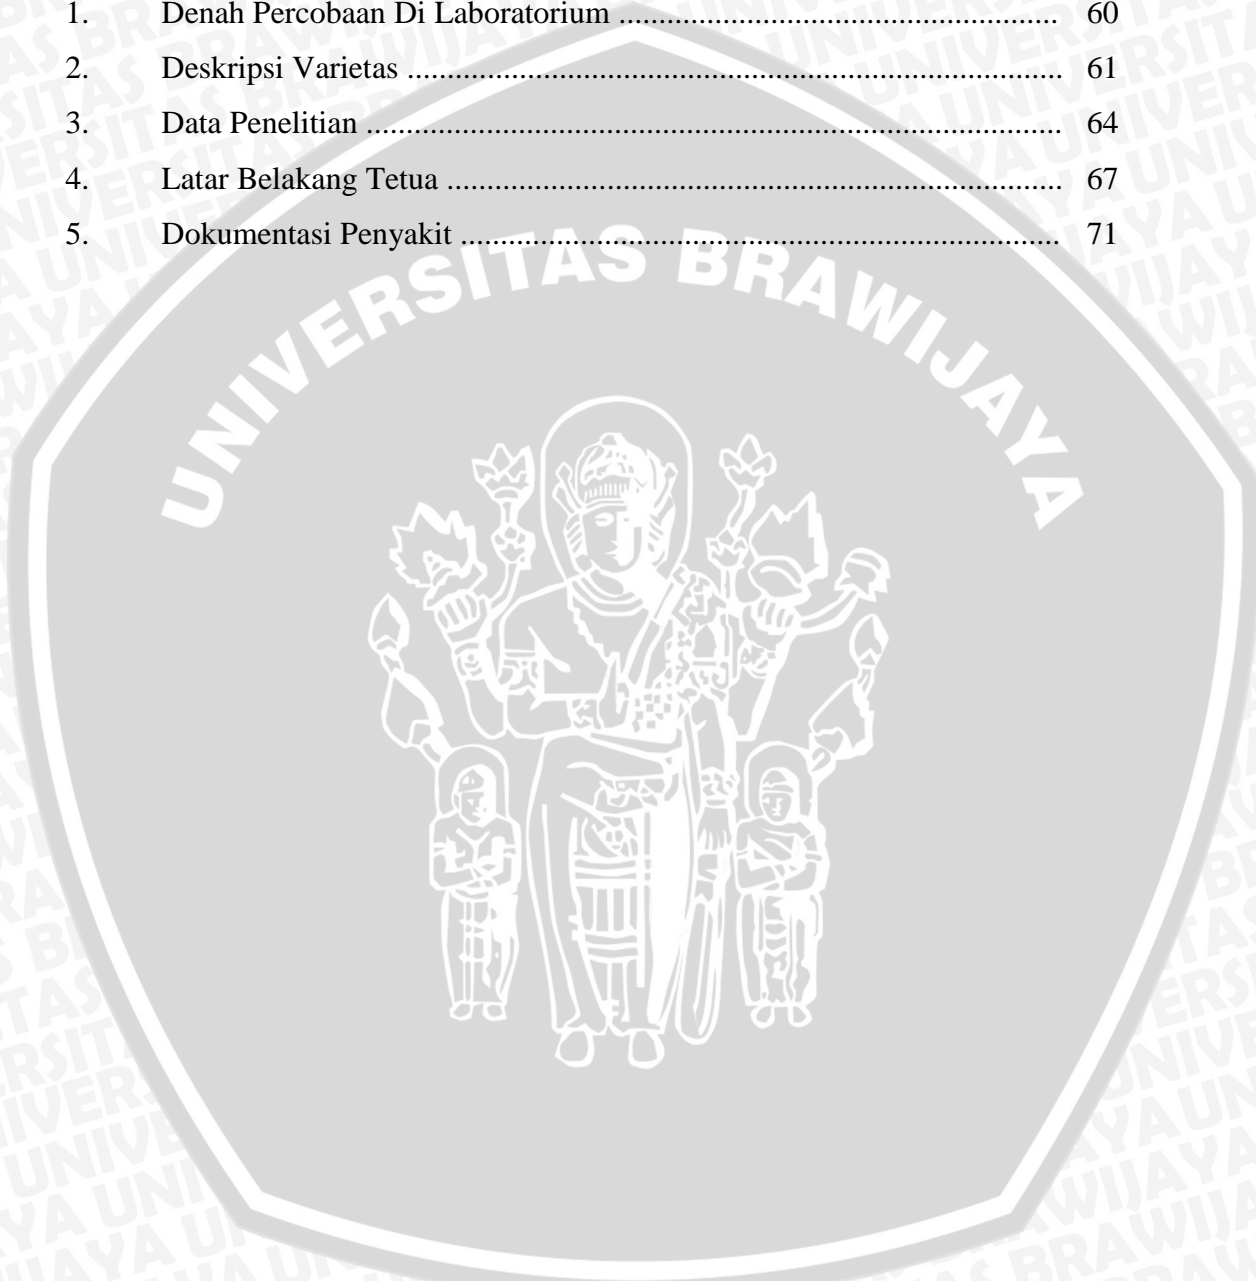 1. Denah Percobaan Di Laboratorium ...................................................... 60
2. Deskripsi Varietas ................................................................................ 61
3. Data Penelitian ..................................................................................... 64
4. Latar Belakang Tetua ........................................................................... 67
5. Dokumentasi Penyakit ......................................................................... 71
UNIVERSITAS BRAWIJAYA